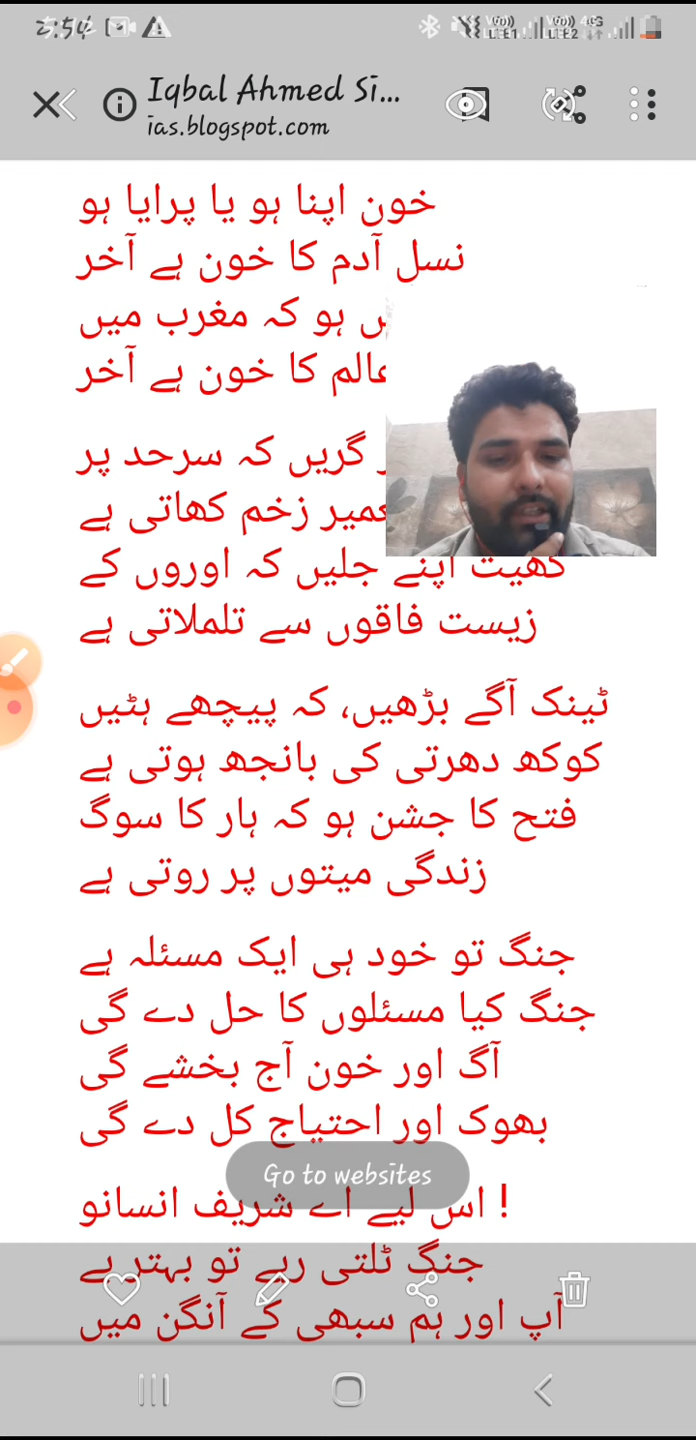 2:54
LTE1
LTE2
4G
Iqbal Ahmed Si...
ias.blogspot.com
خون اپنا ہو یا پرایا ہو
نسل آدم کا خون ہے آخر
ہو کہ مغرب میں
کا خون ہے آخر
گریں کہ سرحد پر
زخم کھاتی ہے
کھیت اپنے جلیں کہ اوروں کے
زیست فاقوں سے تلملاتی ہے
ٹینک آگے بڑھیں، کہ پیچھے ہٹیں
کوکھ دھرتی کی بانجھ ہوتی ہے
فتح کا جشن ہو کہ ہار کا سوگ
زندگی میتوں پر روتی ہے
جنگ تو خود ہی ایک مسئلہ ہے
جنگ کیا مسئلوں کا حل دے گی
آگ اور خون آج بخشے گی
بھوک اور احتیاج کل دے گی
Go to websites
اس لیے اے شریف انسانو !
جنگ ٹلتی رہے تو بہتر ہے
آپ اور ہم سبھی کے آنگن میں